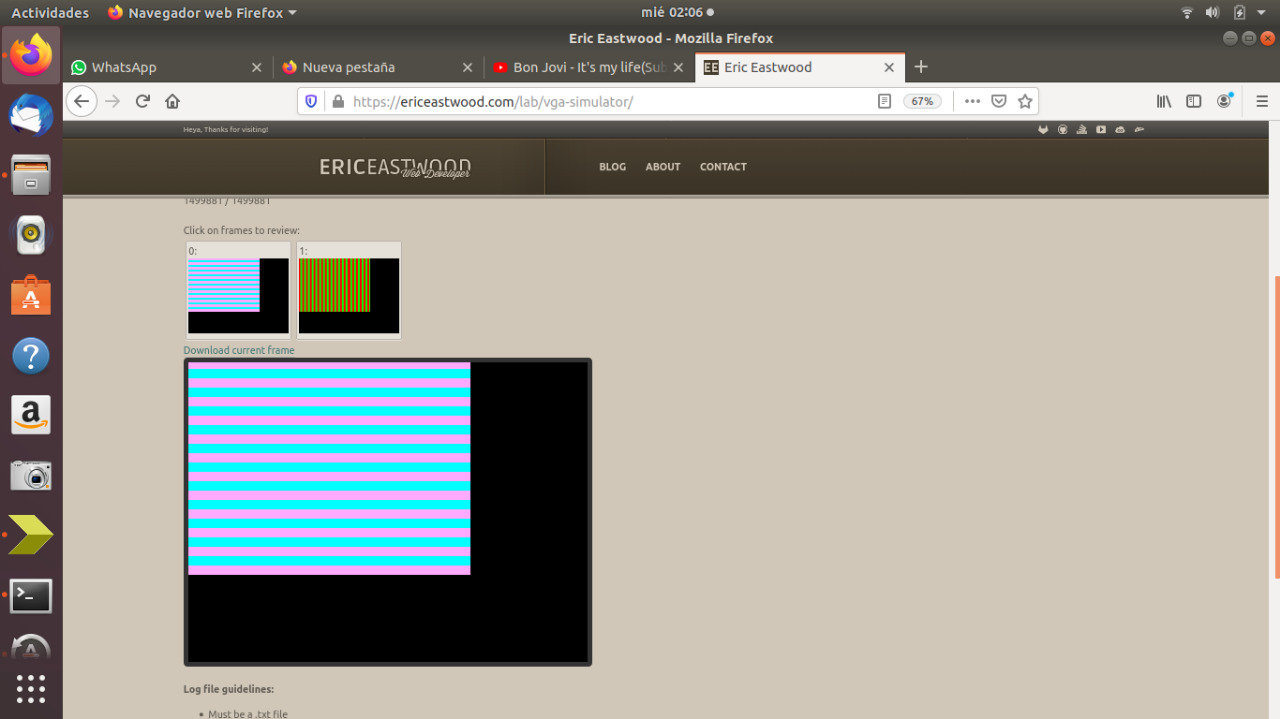 Actividades Navegador web Firefox mié 02:06
Eric Eastwood - Mozilla Firefox
WhatsApp Nueva pestaña Bon Jovi - It's my life(Sub Eric Eastwood
https://ericeastwood.com/lab/vga-simulator/ 67%
Heya, Thanks for visiting!
ERICEASTWOOD
Web Developer
BLOG ABOUT CONTACT
1499881 / 1499881
Click on frames to review:
0: 1:
Download current frame
Log file guidelines:
• Must be a .txt file